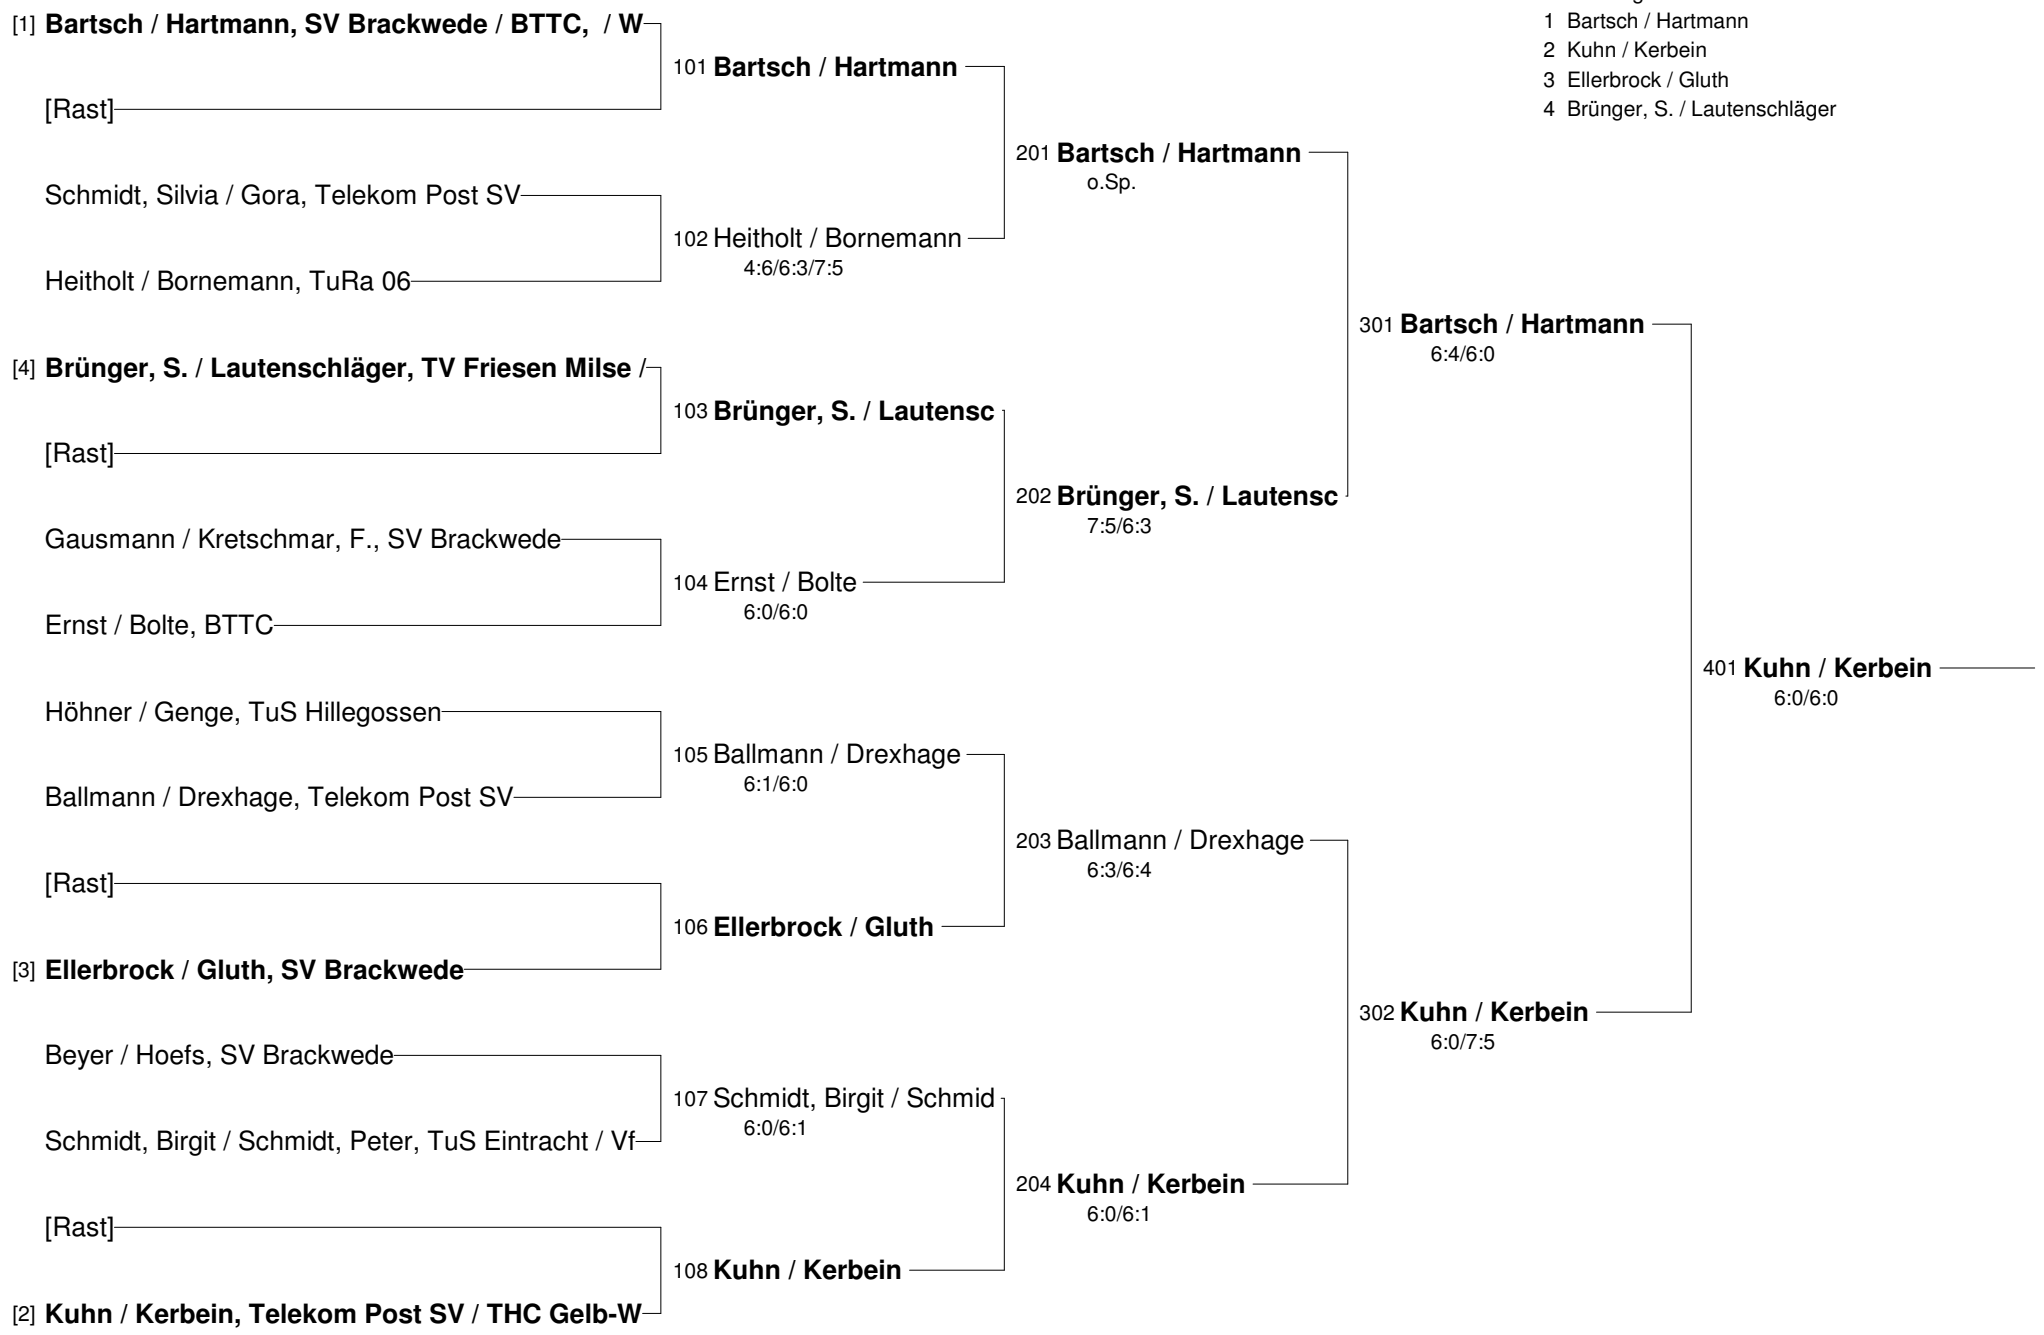 [1] Bartsch / Hartmann, SV Brackwede / BTTC, / W
[Rast]
Schmidt, Silvia / Gora, Telekom Post SV
Heitholt / Bornemann, TuRa 06
[4] Brünger, S. / Lautenschläger, TV Friesen Milse /
[Rast]
Gausmann / Kretschmar, F., SV Brackwede
Ernst / Bolte, BTTC
Höhner / Genge, TuS Hillegossen
Ballmann / Drexhage, Telekom Post SV
[Rast]
[3] Ellerbrock / Gluth, SV Brackwede
Beyer / Hoefs, SV Brackwede
Schmidt, Birgit / Schmidt, Peter, TuS Eintracht / Vf
[Rast]
[2] Kuhn / Kerbein, Telekom Post SV / THC Gelb-W
101 Bartsch / Hartmann
102 Heitholt / Bornemann
4:6/6:3/7:5
103 Brünger, S. / Lautensc
104 Ernst / Bolte
6:0/6:0
105 Ballmann / Drexhage
6:1/6:0
106 Ellerbrock / Gluth
107 Schmidt, Birgit / Schmid
6:0/6:1
108 Kuhn / Kerbein
201 Bartsch / Hartmann
o.Sp.
202 Brünger, S. / Lautensc
7:5/6:3
203 Ballmann / Drexhage
6:3/6:4
204 Kuhn / Kerbein
6:0/6:1
301 Bartsch / Hartmann
6:4/6:0
302 Kuhn / Kerbein
6:0/7:5
401 Kuhn / Kerbein
6:0/6:0
1 Bartsch / Hartmann
2 Kuhn / Kerbein
3 Ellerbrock / Gluth
4 Brünger, S. / Lautenschläger